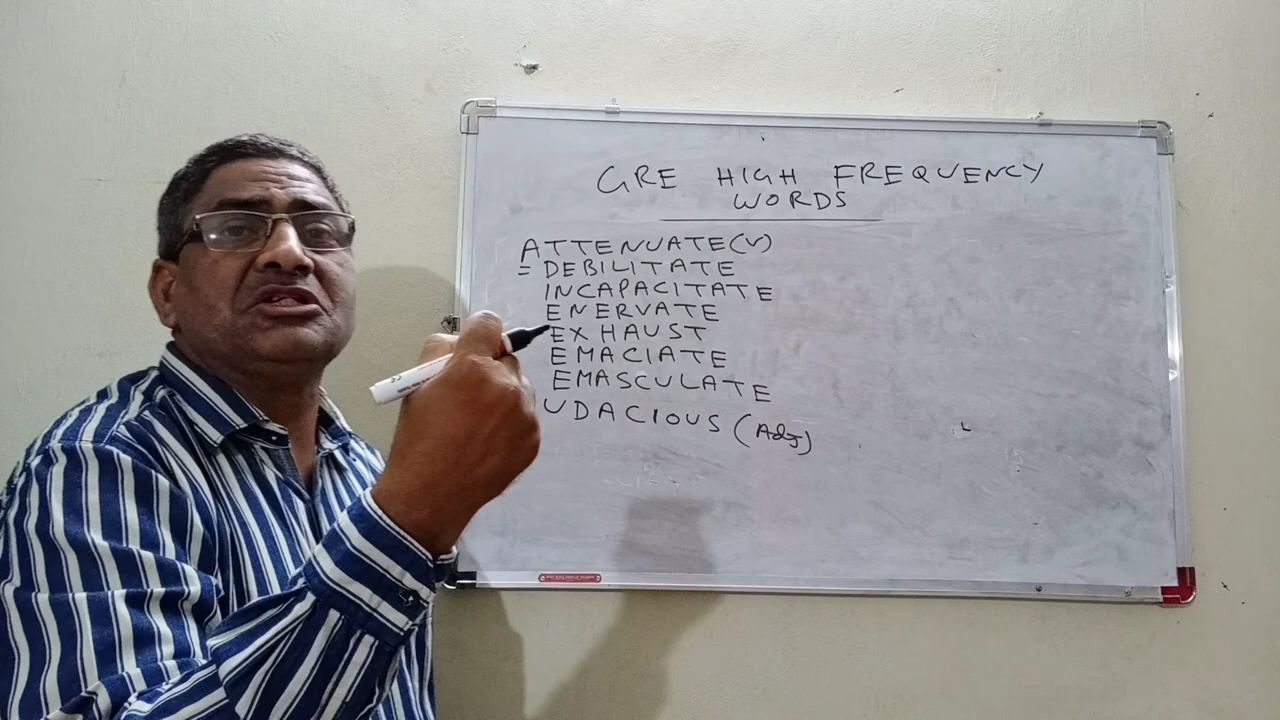 GRE HIGH FREQUENCY
WORDS
ATTENUATE(V)
= DEBILITATE
INCAPACITATE
ENERVATE
EXHAUST
EMACIATE
EMASCULATE
UDACIOUS (Adj)